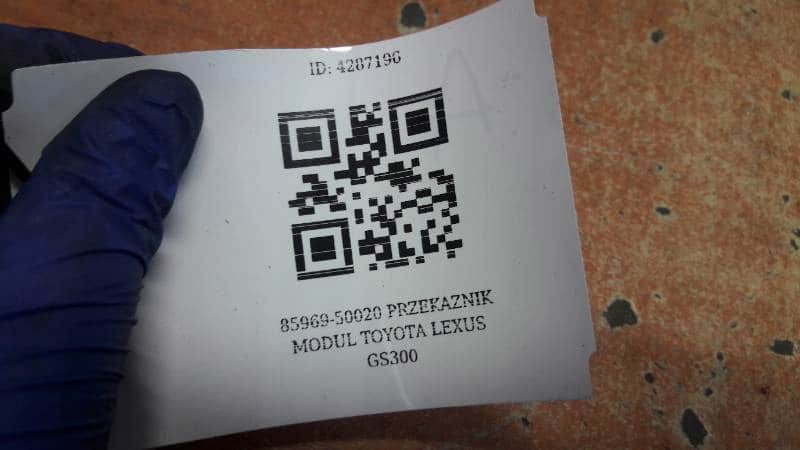 ID: 4287196
85969-50020 PRZEKAZNIK
MODUL TOYOTA LEXUS
GS300